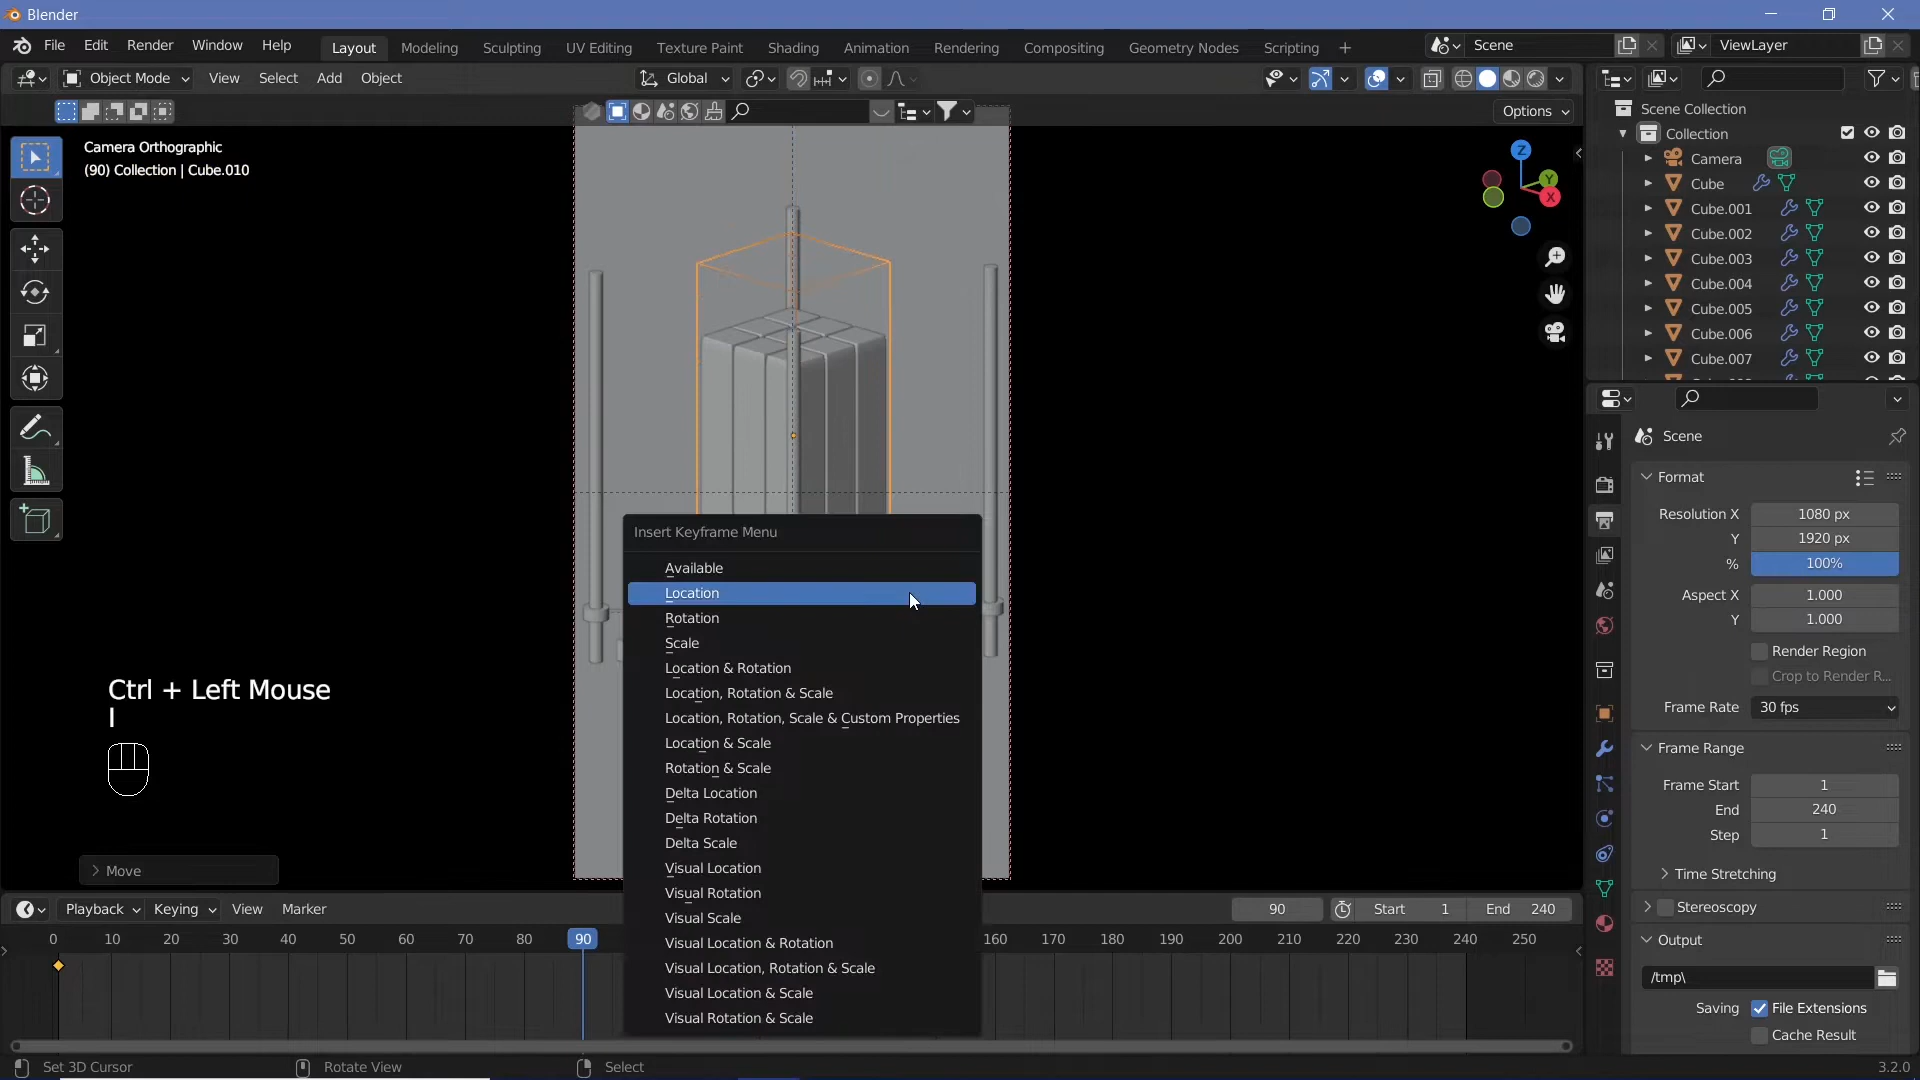 Blender
File Edit Render Window Help Layout Modeling Sculpting UV Editing Texture Paint Shading Animation Rendering Compositing Geometry Nodes Scripting + Scene ViewLayer
Object Mode View Select Add Object Global
Options
Camera Orthographic
(90) Collection | Cube.010
Z
Y
X
Scene Collection
Collection
Camera
Cube
Cube.001
Cube.002
Cube.003
Cube.004
Cube.005
Cube.006
Cube.007
Scene
Format
Resolution X 1080 px
Y 1920 px
% 100%
Aspect X 1.000
Y 1.000
Render Region
Crop to Render R...
Frame Rate 30 fps
Frame Range
Frame Start 1
End 240
Step 1
Time Stretching
Stereoscopy
Output
/tmp\
Saving File Extensions
Cache Result
Insert Keyframe Menu
Available
Location
Rotation
Scale
Location & Rotation
Location, Rotation & Scale
Location, Rotation, Scale & Custom Properties
Location & Scale
Rotation & Scale
Delta Location
Delta Rotation
Delta Scale
Visual Location
Visual Rotation
Visual Scale
Visual Location & Rotation
Visual Location, Rotation & Scale
Visual Location & Scale
Visual Rotation & Scale
Ctrl + Left Mouse
I
Move
Playback Keying View Marker 90 Start 1 End 240
0 10 20 30 40 50 60 70 80 90 160 170 180 190 200 210 220 230 240 250
Set 3D Cursor Rotate View Select 3.2.0